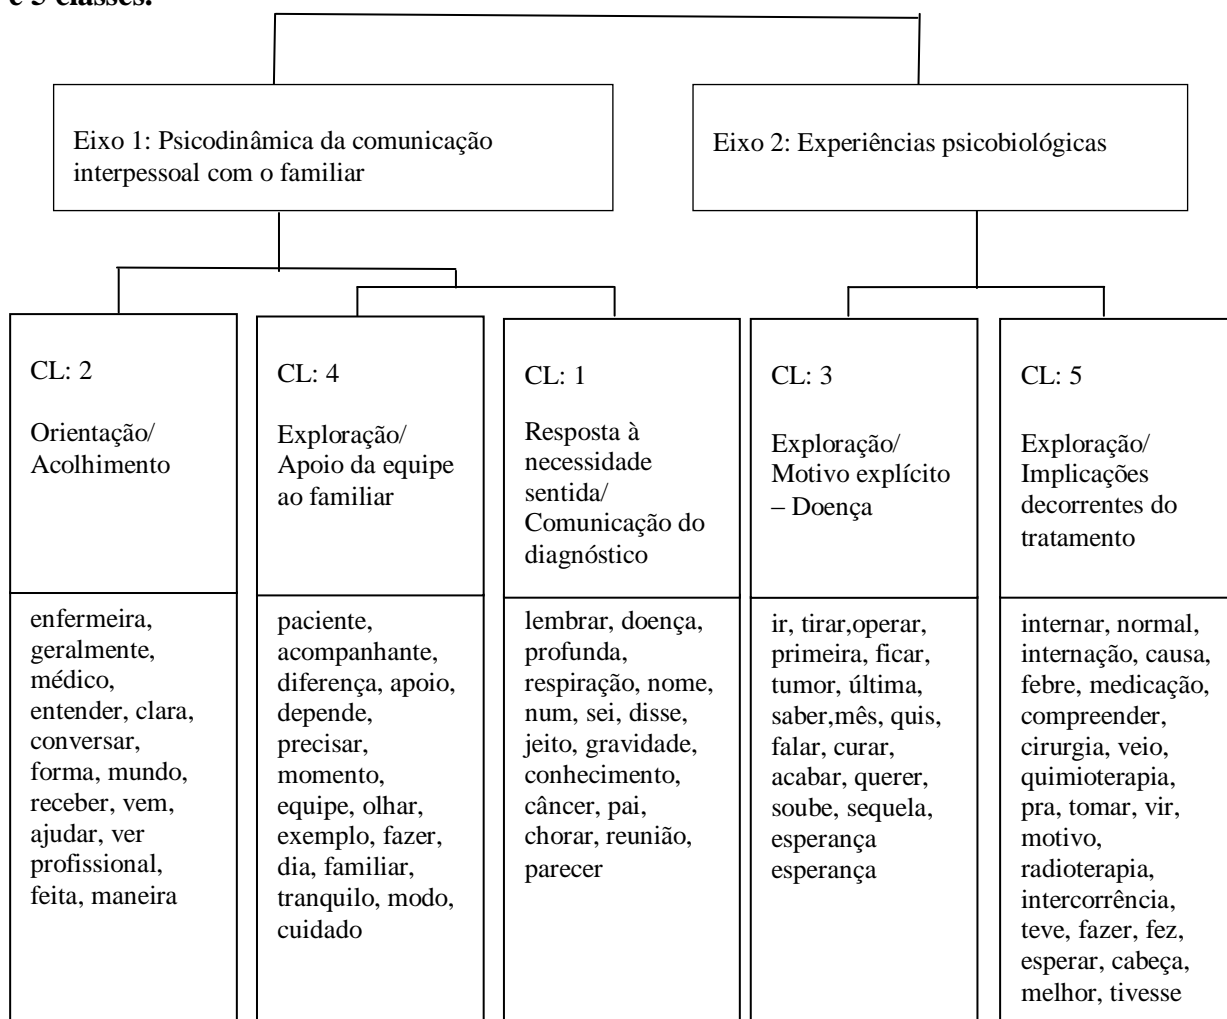 e 5 classes.
Eixo 1: Psicodinâmica da comunicação
interpessoal com o familiar
Eixo 2: Experiências psicobiológicas
CL: 2
Orientação/
Acolhimento
CL: 4
Exploração/
Apoio da equipe
ao familiar
CL: 1
Resposta à
necessidade
sentida/
Comunicação do
diagnóstico
CL: 3
Exploração/
Motivo explícito
– Doença
CL: 5
Exploração/
Implicações
decorrentes do
tratamento
enfermeira,
geralmente,
médico,
entender, clara,
conversar,
forma, mundo,
receber, vem,
ajudar, ver
profissional,
feita, maneira
paciente,
acompanhante,
diferença, apoio,
depende,
precisar,
momento,
equipe, olhar,
exemplo, fazer,
dia, familiar,
tranquilo, modo,
cuidado
lembrar, doença,
profunda,
respiração, nome,
num, sei, disse,
jeito, gravidade,
conhecimento,
câncer, pai,
chorar, reunião,
parecer
ir, tirar,operar,
primeira, ficar,
tumor, última,
saber,mês, quis,
falar, curar,
acabar, querer,
soube, sequela,
esperança
esperança
internar, normal,
internação, causa,
febre, medicação,
compreender,
cirurgia, veio,
quimioterapia,
pra, tomar, vir,
motivo,
radioterapia,
intercorrência,
teve, fazer, fez,
esperar, cabeça,
melhor, tivesse